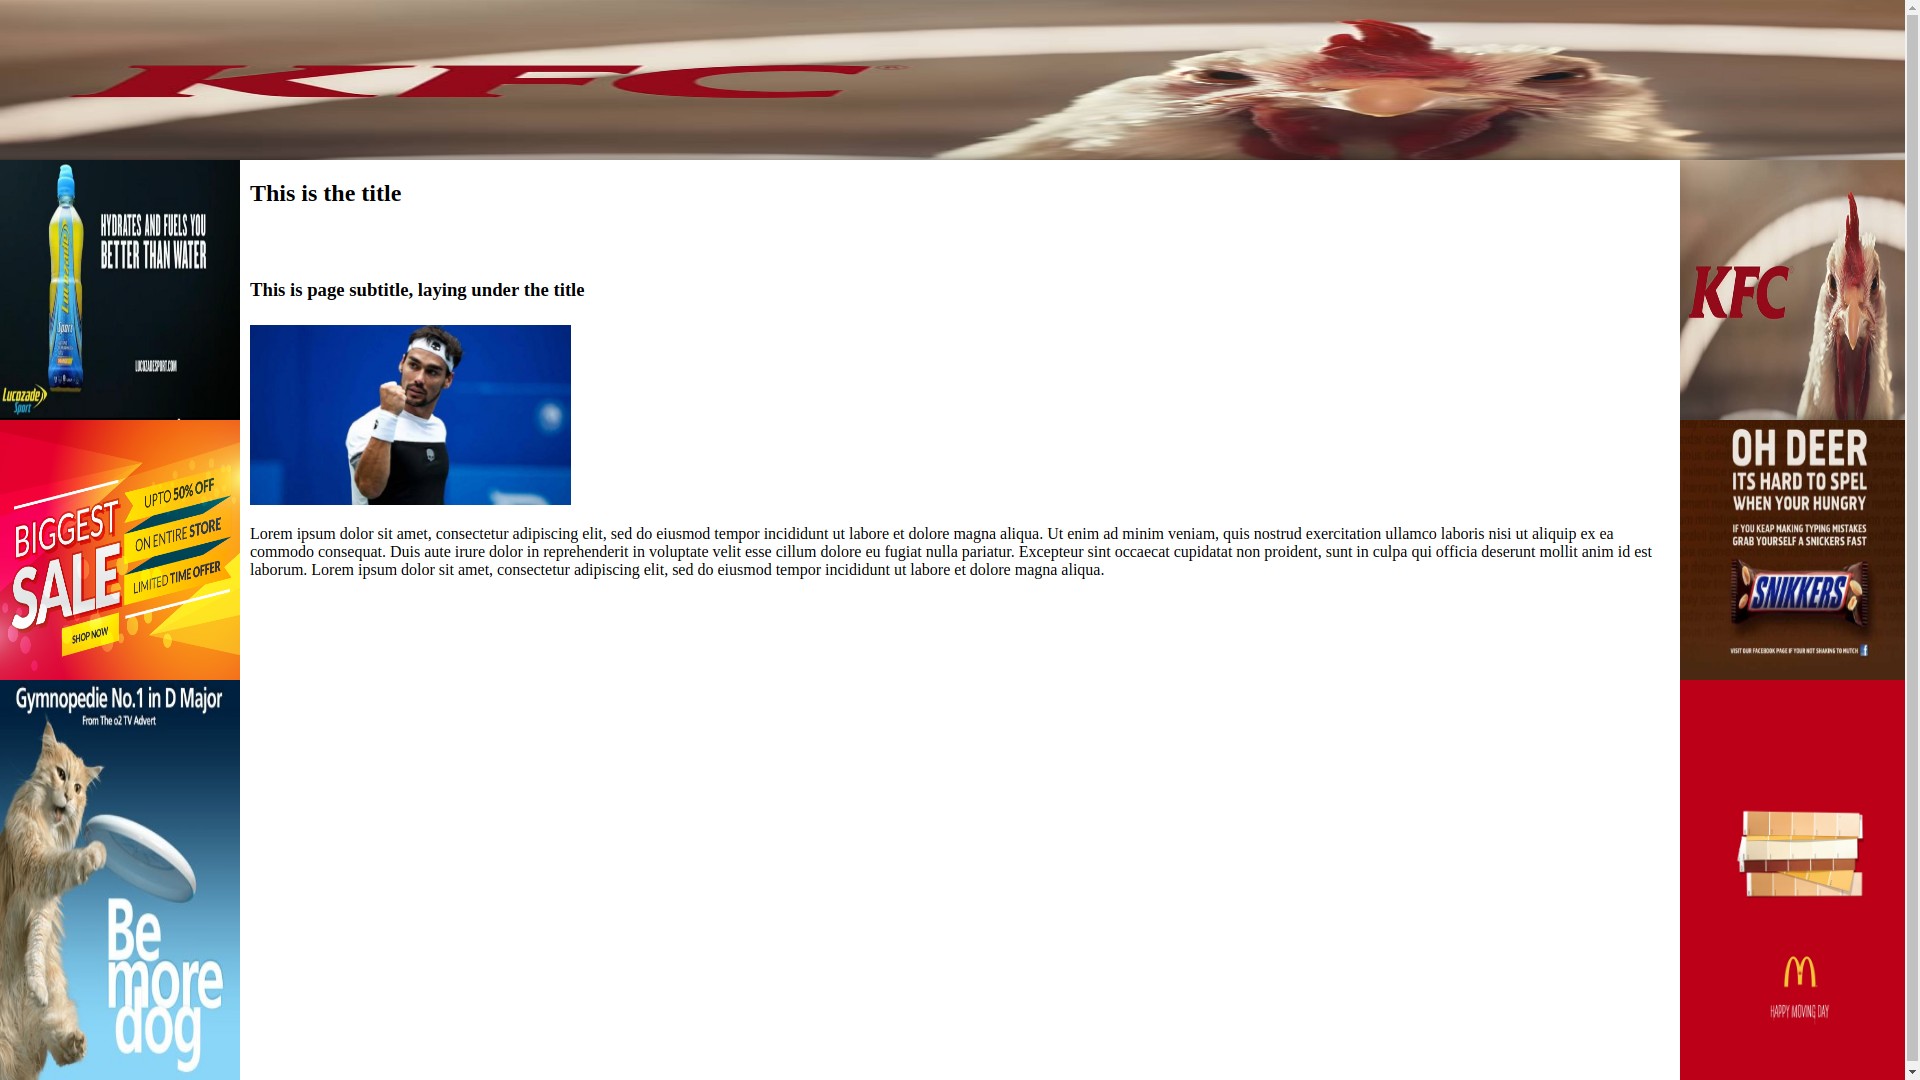 KFC®
HYDRATES AND FUELS YOU
BETTER THAN WATER
Lucozade
Sport
LUCOZADESPORT.COM
Lucozade
Sport
This is the title
This is page subtitle, laying under the title
Lorem ipsum dolor sit amet, consectetur adipiscing elit, sed do eiusmod tempor incididunt ut labore et dolore magna aliqua. Ut enim ad minim veniam, quis nostrud exercitation ullamco laboris nisi ut aliquip ex ea
commodo consequat. Duis aute irure dolor in reprehenderit in voluptate velit esse cillum dolore eu fugiat nulla pariatur. Excepteur sint occaecat cupidatat non proident, sunt in culpa qui officia deserunt mollit anim id est
laborum. Lorem ipsum dolor sit amet, consectetur adipiscing elit, sed do eiusmod tempor incididunt ut labore et dolore magna aliqua.
BIGGEST
SALE
UPTO 50% OFF
ON ENTIRE STORE
LIMITED TIME OFFER
SHOP NOW
Gymnopedie No.1 in D Major
From The o2 TV Advert
Be
more
dog
KFC
OH DEER
ITS HARD TO SPEL
WHEN YOUR HUNGRY
IF YOU KEAP MAKING TYPING MISTAKES
GRAB YOURSELF A SNICKERS FAST
SNIKKERS
VISIT OUR FACEBOOK PAGE IF YOUR NOT SHAKING TO MUTCH
HAPPY MOVING DAY